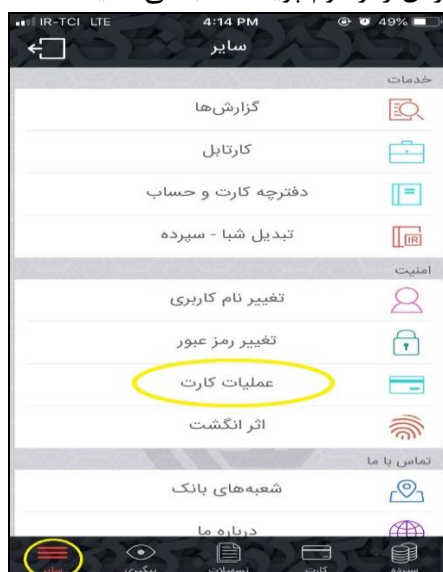 IR-TCI LTE 4:14 PM 49%
سایر
خدمات
گزارش‌ها
کارتابل
دفترچه کارت و حساب
تبدیل شبا - سپرده
IR
امنیت
تغییر نام کاربری
تغییر رمز عبور
عملیات کارت
اثر انگشت
تماس با ما
شعبه‌های بانک
درباره ما
سپرده کارت تسهیلات پیگیری سایر